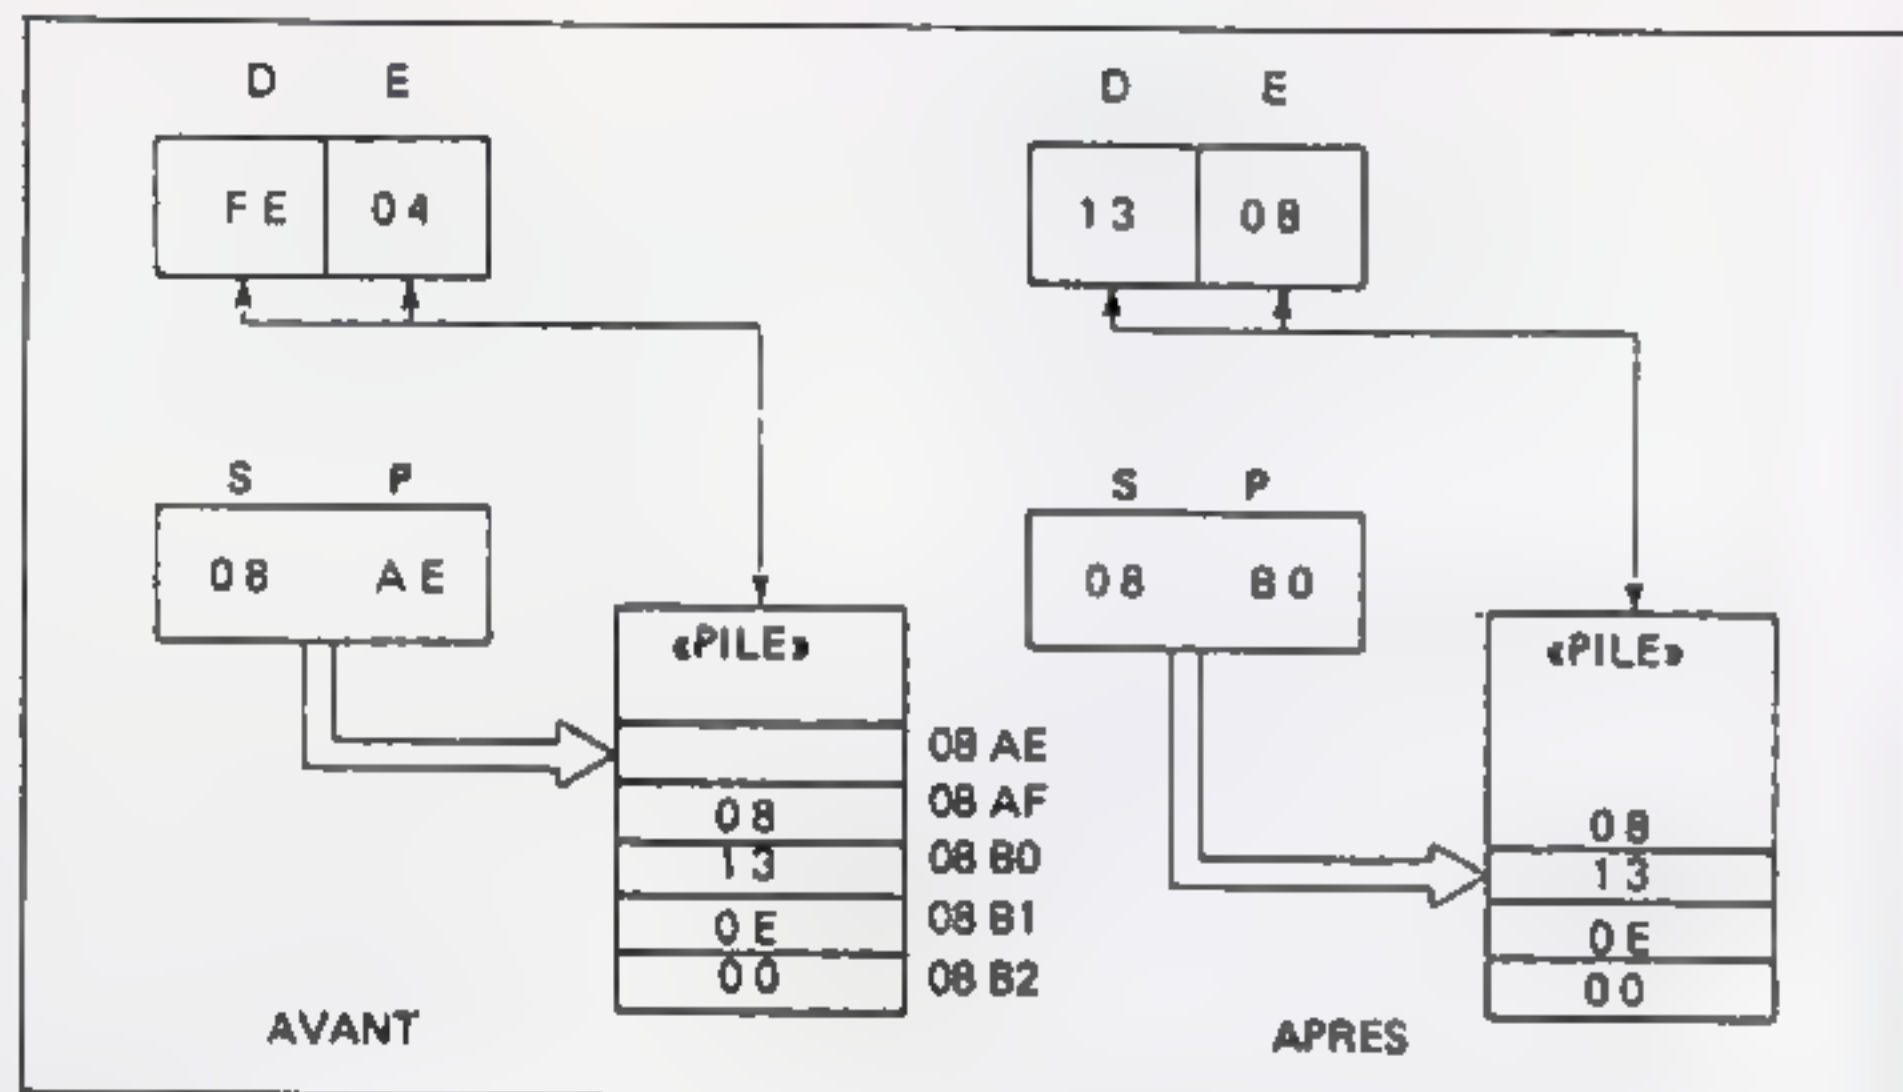 D E
D E
FE 04
13 08
S P
S P
08 AE
08 B0
«PILE»
«PILE»
08 AE
08 08 AF
08
13 08 B0
13
0E 08 B1
0E
00 08 B2
00
AVANT
APRES